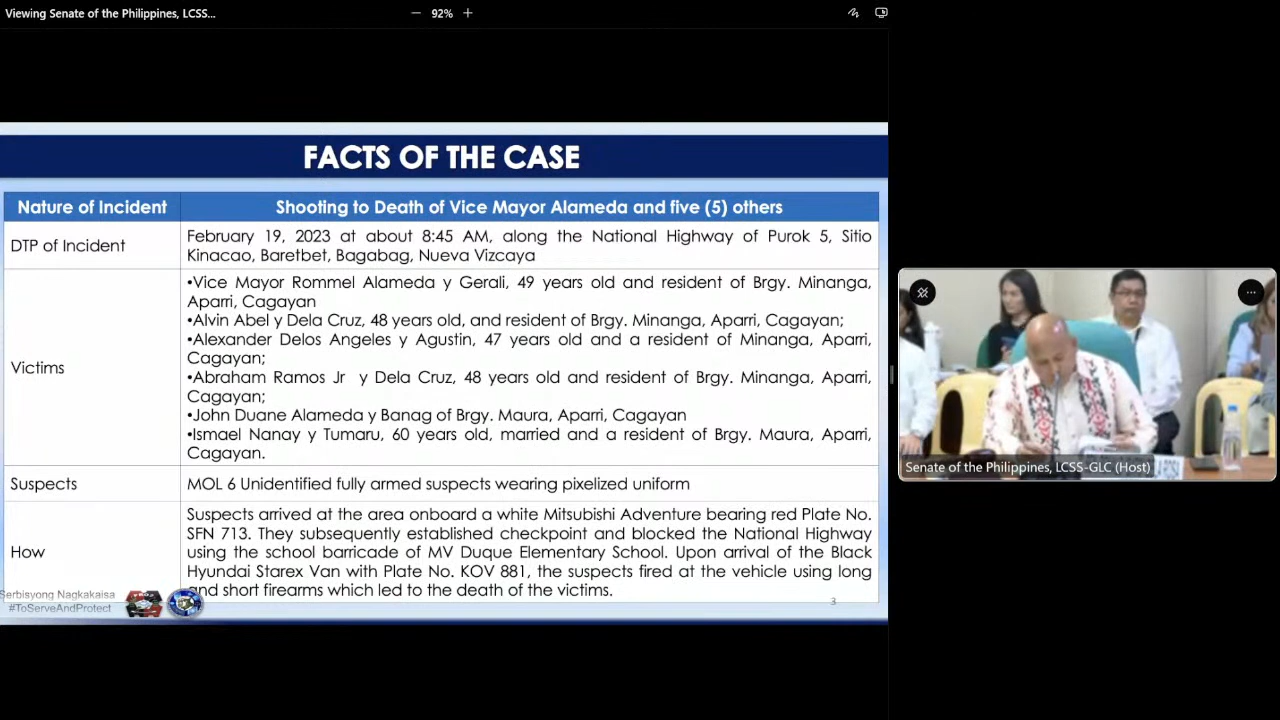 Viewing Senate of the Philippines, LCSS...
92%
FACTS OF THE CASE
Nature of Incident
Shooting to Death of Vice Mayor Alameda and five (5) others
DTP of Incident
February 19, 2023 at about 8:45 AM, along the National Highway of Purok 5, Sitio
Kinacao, Baretbet, Bagabag, Nueva Vizcaya
Victims
•Vice Mayor Rommel Alameda y Gerali, 49 years old and resident of Brgy. Minanga,
Aparri, Cagayan
•Alvin Abel y Dela Cruz, 48 years old, and resident of Brgy. Minanga, Aparri, Cagayan;
•Alexander Delos Angeles y Agustin, 47 years old and a resident of Minanga, Aparri,
Cagayan;
•Abraham Ramos Jr y Dela Cruz, 48 years old and resident of Brgy. Minanga, Aparri,
Cagayan;
•John Duane Alameda y Banag of Brgy. Maura, Aparri, Cagayan
•Ismael Nanay y Tumaru, 60 years old, married and a resident of Brgy. Maura, Aparri,
Cagayan.
Suspects
MOL 6 Unidentified fully armed suspects wearing pixelized uniform
How
Suspects arrived at the area onboard a white Mitsubishi Adventure bearing red Plate No.
SFN 713. They subsequently established checkpoint and blocked the National Highway
using the school barricade of MV Duque Elementary School. Upon arrival of the Black
Hyundai Starex Van with Plate No. KOV 881, the suspects fired at the vehicle using long
and short firearms which led to the death of the victims.
Serbisyong Nagkakaisa
#ToServeAndProtect
3
Senate of the Philippines, LCSS-GLC (Host)